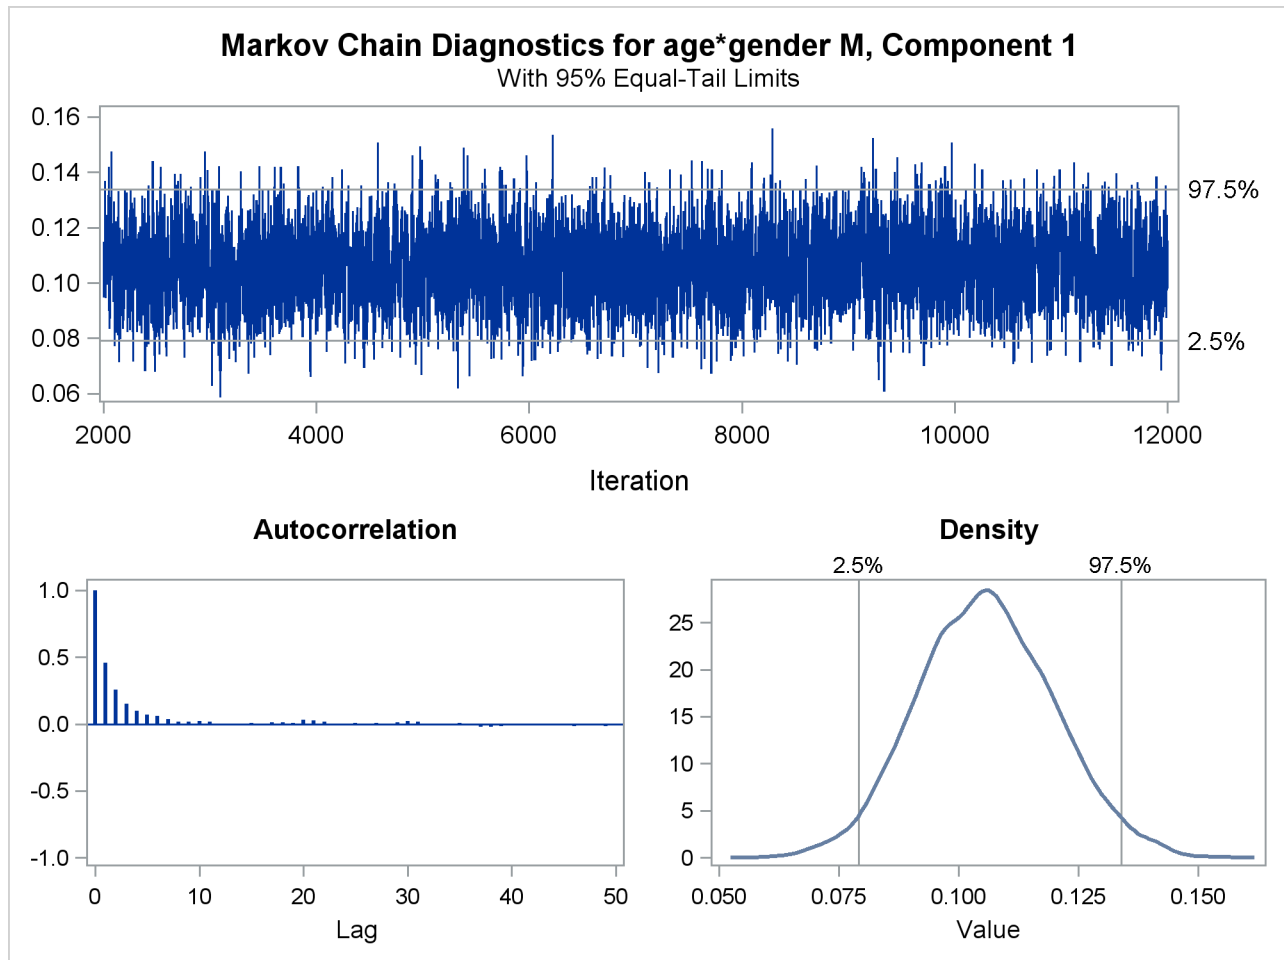 Markov Chain Diagnostics for age*gender M, Component 1
With 95% Equal-Tail Limits
0.16
0.14
0.12
0.10
0.08
0.06
97.5%
2.5%
2000 4000 6000 8000 10000 12000
Iteration
Autocorrelation
1.0
0.5
0.0
-0.5
-1.0
0 10 20 30 40 50
Lag
Density
2.5% 97.5%
25
20
15
10
5
0
0.050 0.075 0.100 0.125 0.150
Value